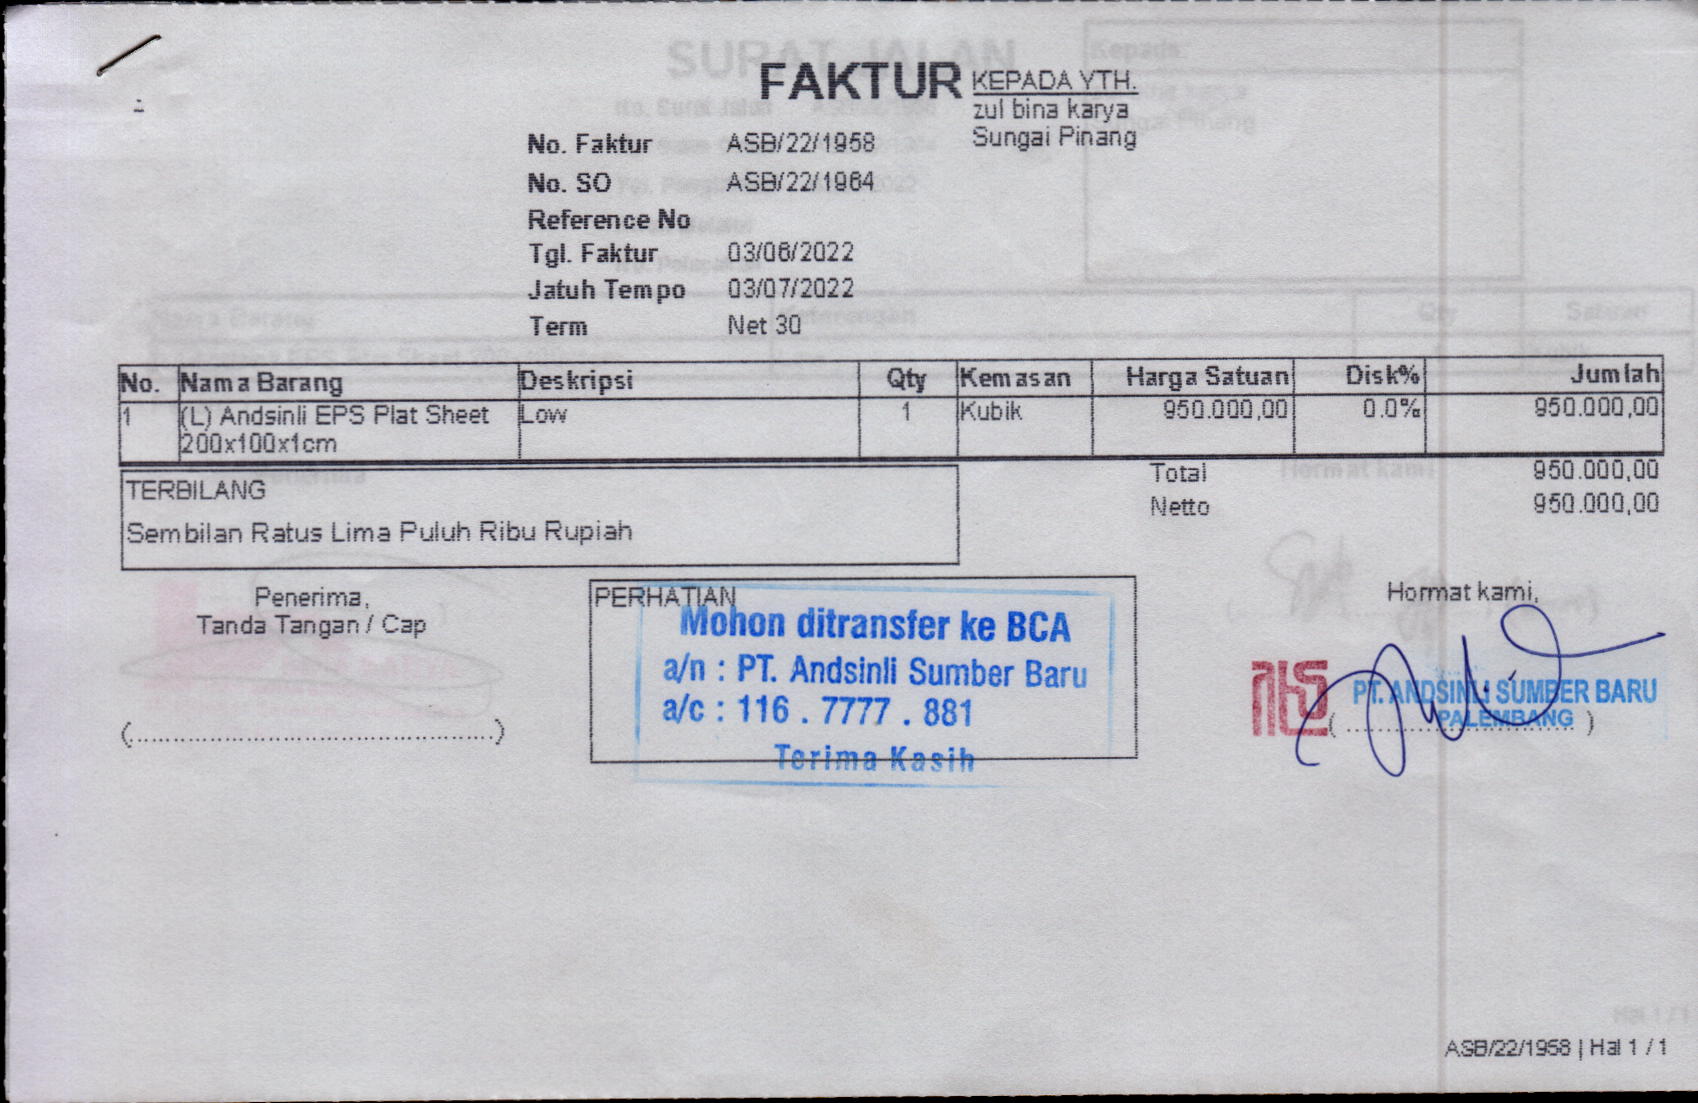 FAKTUR
KEPADA YTH.
zul bina karya
Sungai Pinang
No. Faktur ASB/22/1958
No. SO ASB/22/1964
Reference No
Tgl. Faktur 03/06/2022
Jatuh Tempo 03/07/2022
Term Net 30
No. Nama Barang Deskripsi Qty Kemasan Harga Satuan Disk% Jumlah
1 (L) Andsinli EPS Plat Sheet Low 1 Kubik 950.000,00 0.0% 950.000,00
200x100x1cm
Total 950.000,00
Netto 950.000,00
TERBILANG
Sembilan Ratus Lima Puluh Ribu Rupiah
Penerima,
Tanda Tangan / Cap
(............................................................)
PERHATIAN
Mohon ditransfer ke BCA
a/n : PT. Andsinli Sumber Baru
a/c : 116 . 7777 . 881
Terima Kasih
Hormat kami,
PT. ANDSINLI SUMBER BARU
PALEMBANG
( ...................................... )
ASB/22/1958 | Hal 1 / 1